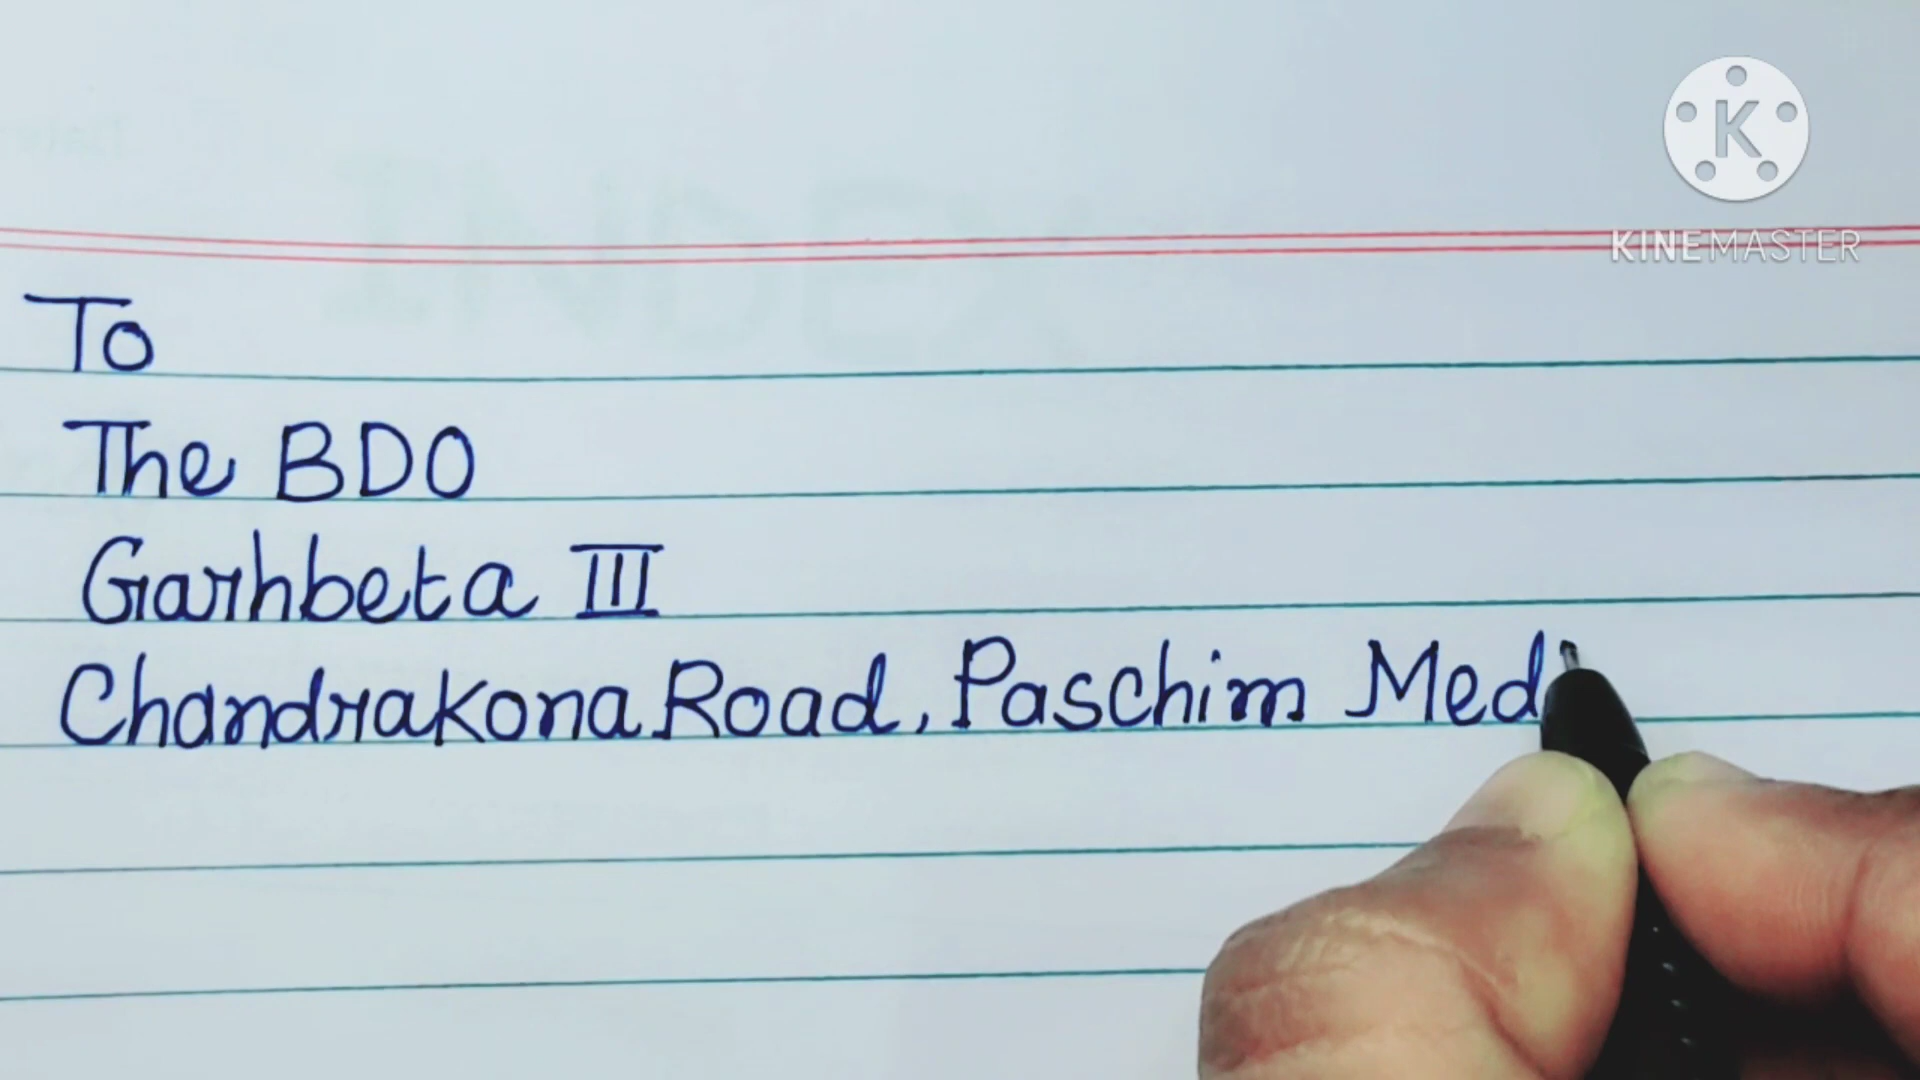 K
KINEMASTER
To
The BDO
Garhbeta III
Chandrakona Road, Paschim Med